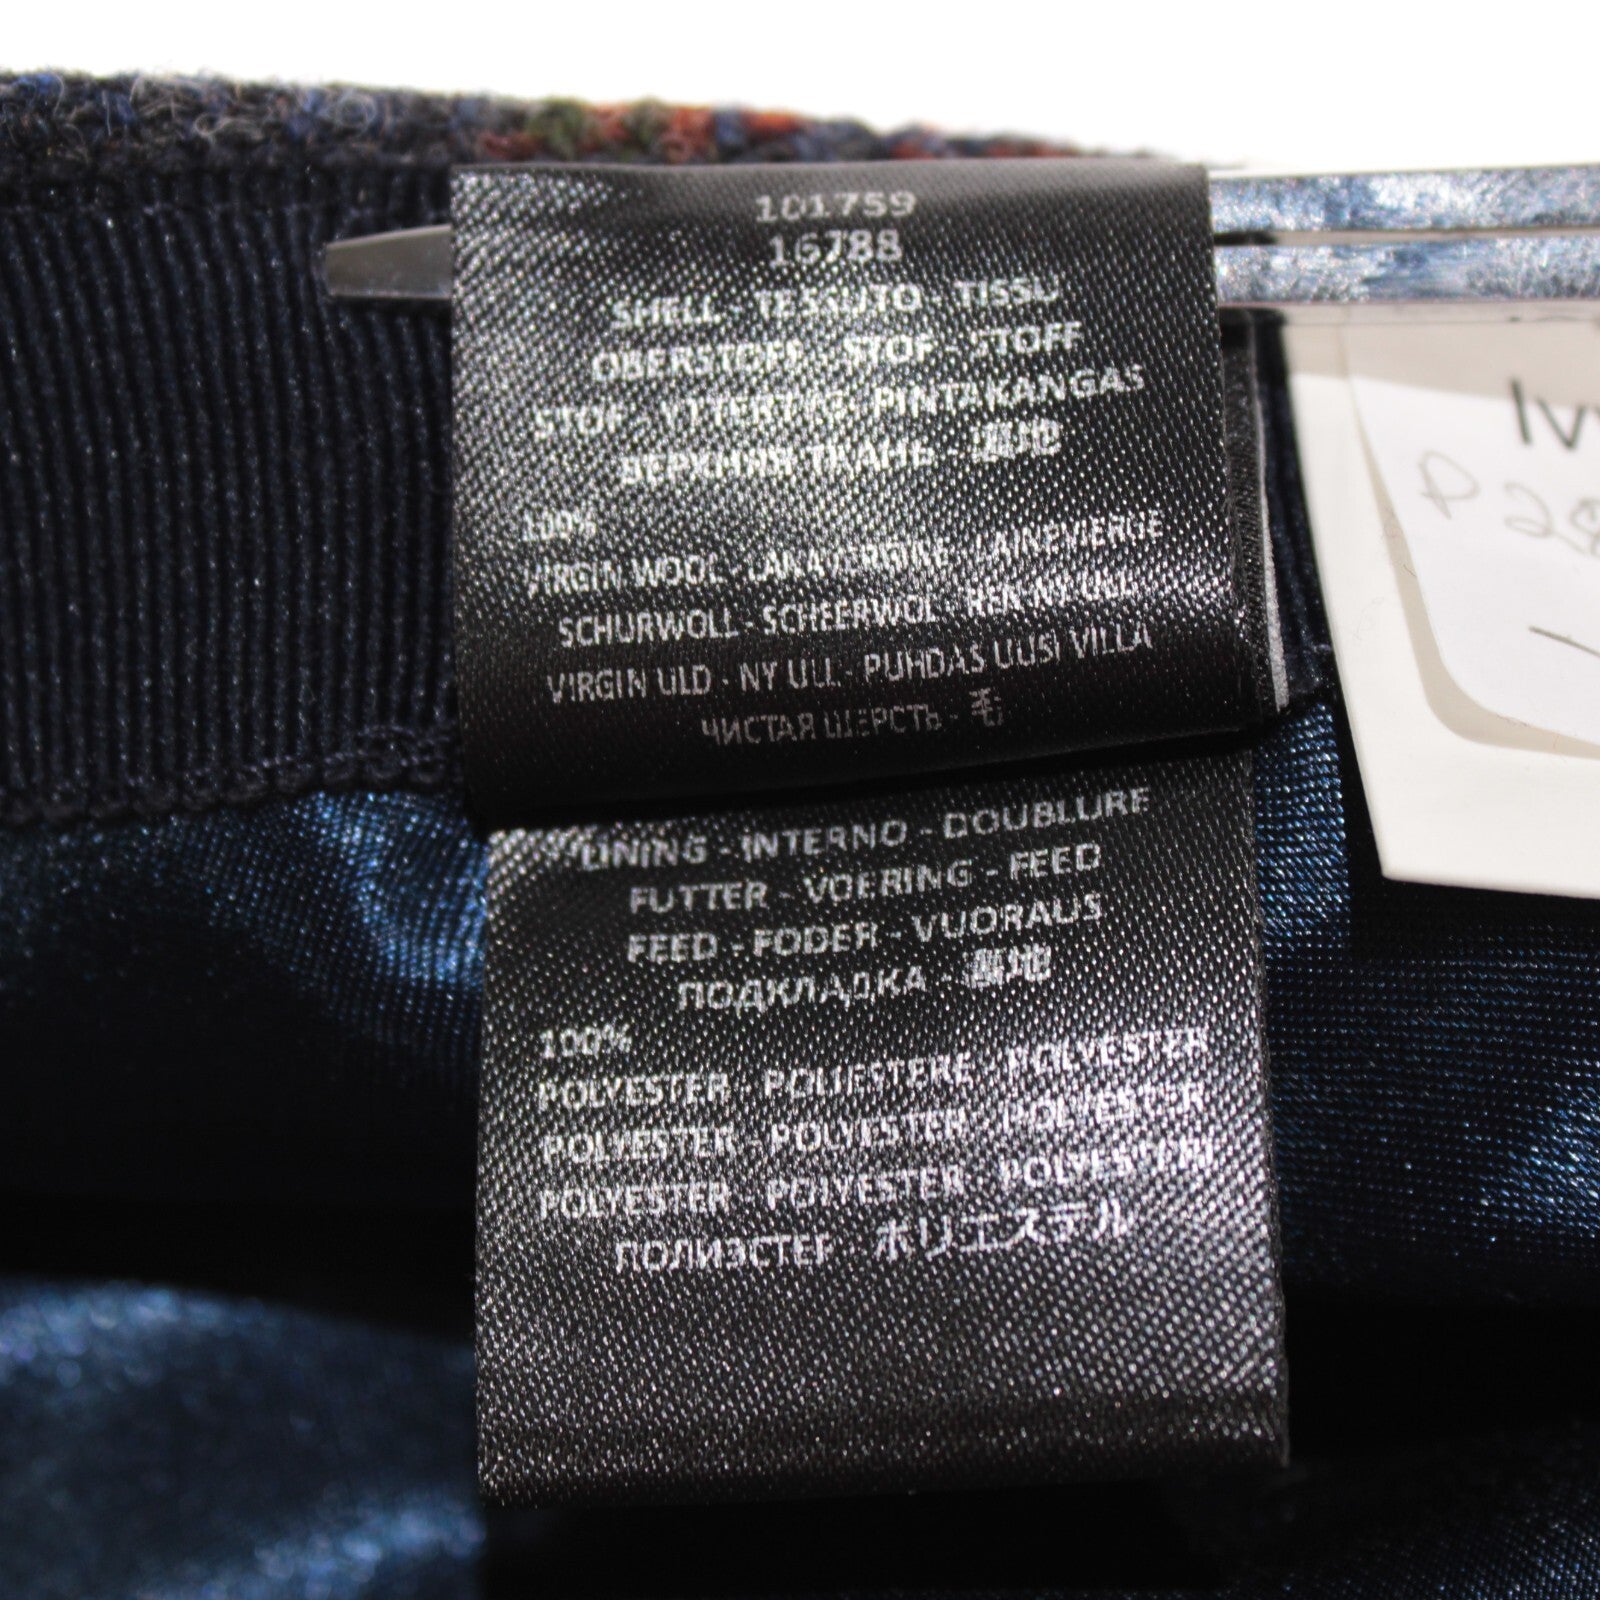 101759
16788
SHELL - TESSUTO - TISSU
OBERSTOFF - STOF - STOFF
STOF - YTTERTYG - PINTAKANGAS
ВЕРХНЯЯ ТКАНЬ - 地
100%
VIRGIN WOOL - LANA VERGINE - LAINE VIERGE
SCHURWOLL - SCHEERWOL - REN NY ULL
VIRGIN ULD - NY ULL - PUHDAS UUSI VILLA
ЧИСТАЯ ШЕРСТЬ - 毛
LINING - INTERNO - DOUBLURE
FUTTER - VOERING - FEED
FEED - FODER - VUORAUS
ПОДКЛАДКА - 裏地
100%
POLYESTER - POLIESTERE - POLYESTER
POLYESTER - POLYESTER - POLYESTER
POLYESTER - POLYESTER - POLYESTERI
ПОЛИЭСТЕР - ポリエステル